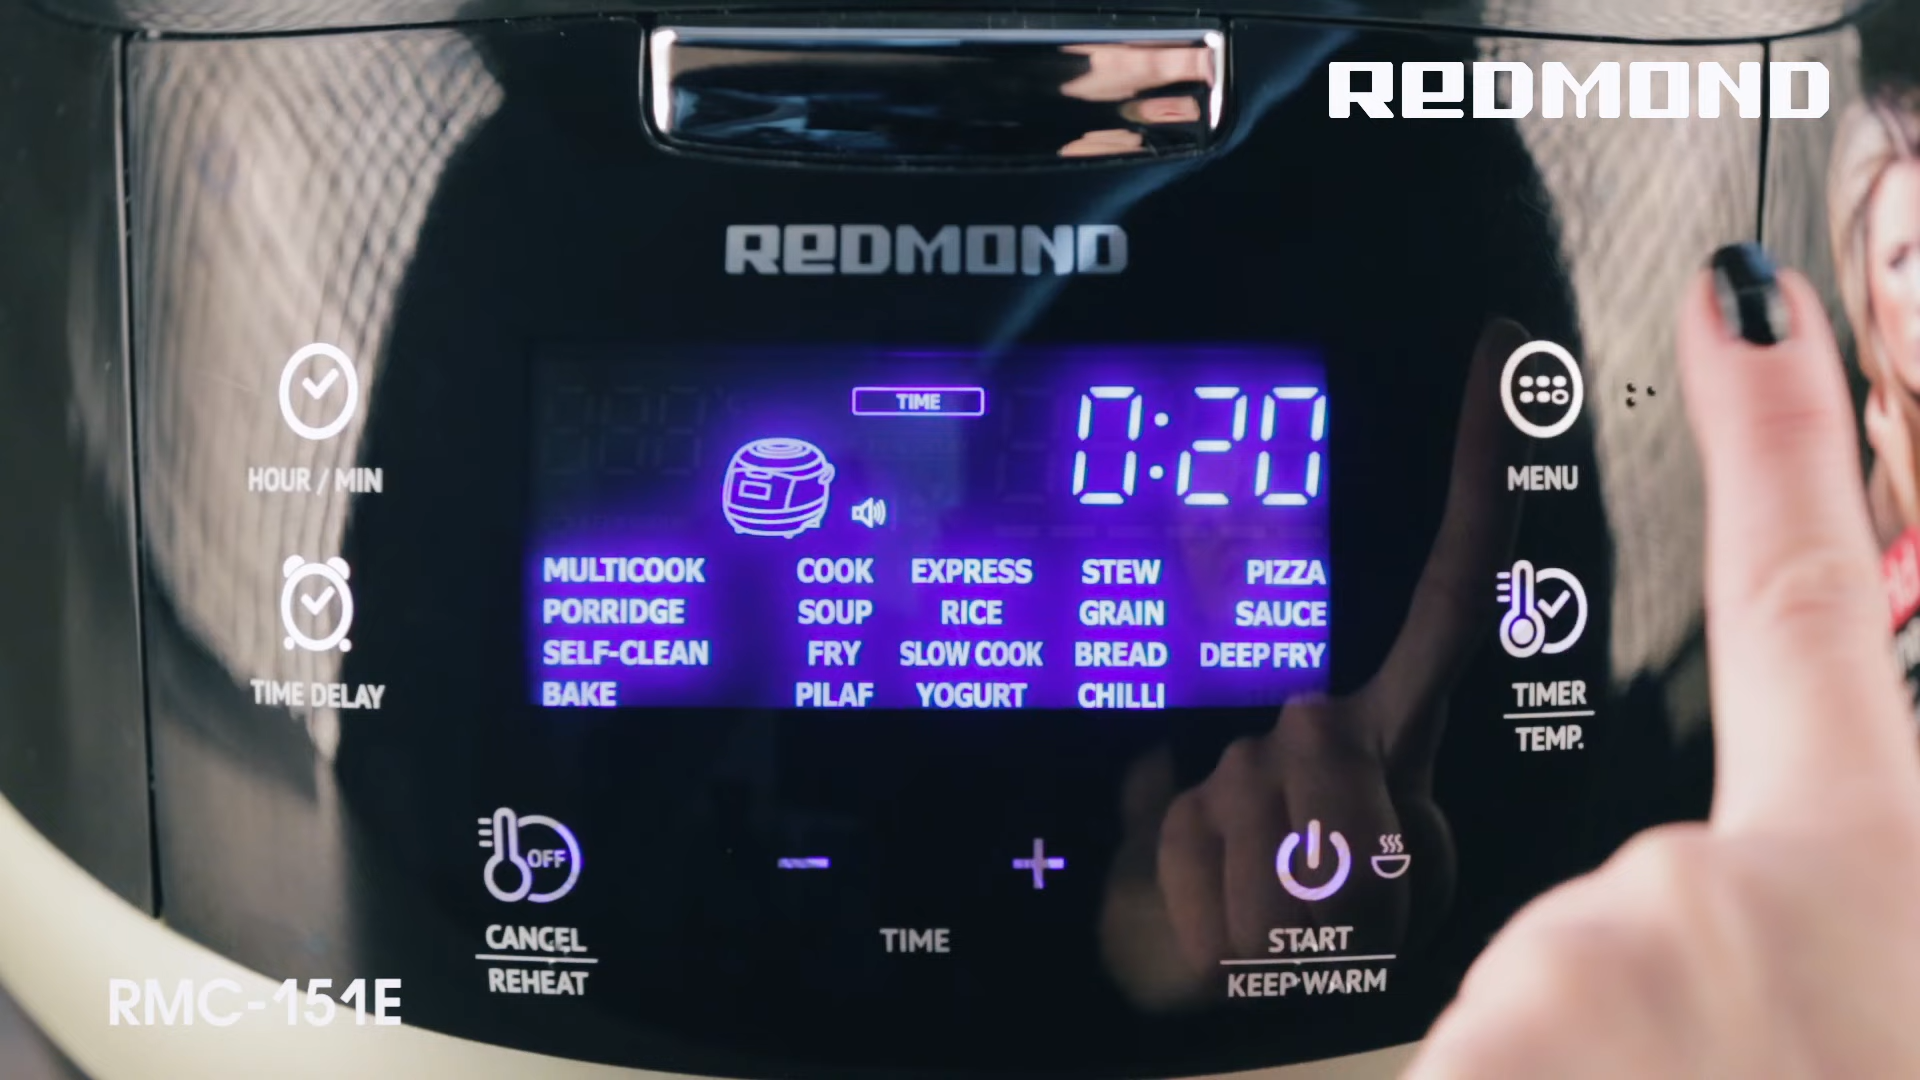 REDMOND
REDMOND
TIME
0:20
HOUR / MIN
MENU
MULTICOOK COOK EXPRESS STEW PIZZA
PORRIDGE SOUP RICE GRAIN SAUCE
SELF-CLEAN FRY SLOW COOK BREAD DEEP FRY
BAKE PILAF YOGURT CHILLI
TIME DELAY
TIMER
TEMP.
OFF
CANCEL
REHEAT
TIME
START
KEEP WARM
RMC-151E